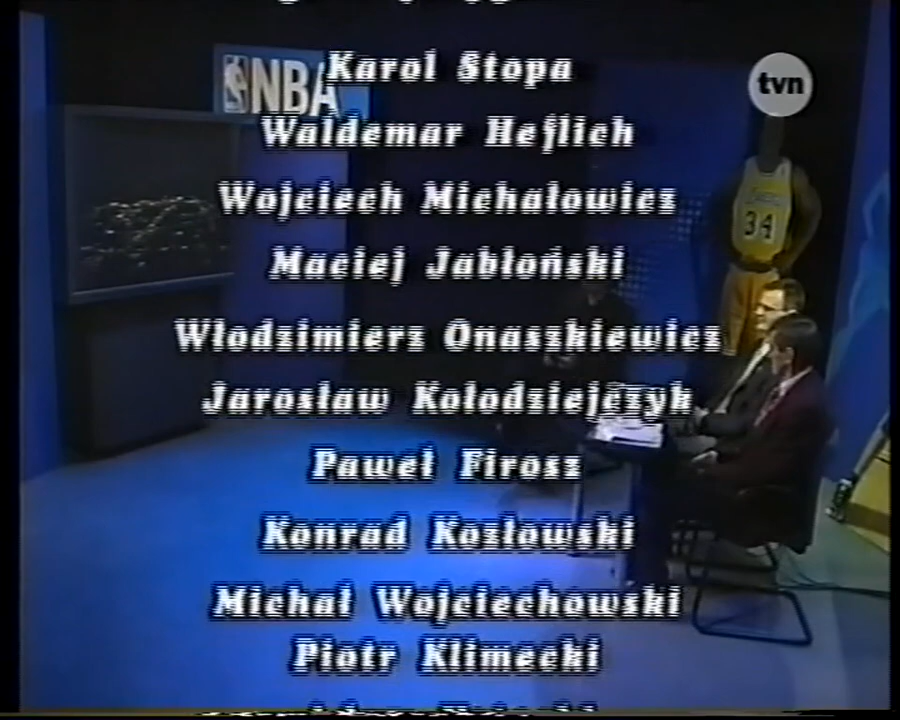 NBA
Karol Stopa
tvn
Waldemar Heflich
Wojciech Michałowicz
34
Maciej Jabłoński
Włodzimierz Onaszkiewicz
Jarosław Kołodziejczyk
Paweł Firosz
Konrad Kozłowski
Michał Wojciechowski
Piotr Klimecki